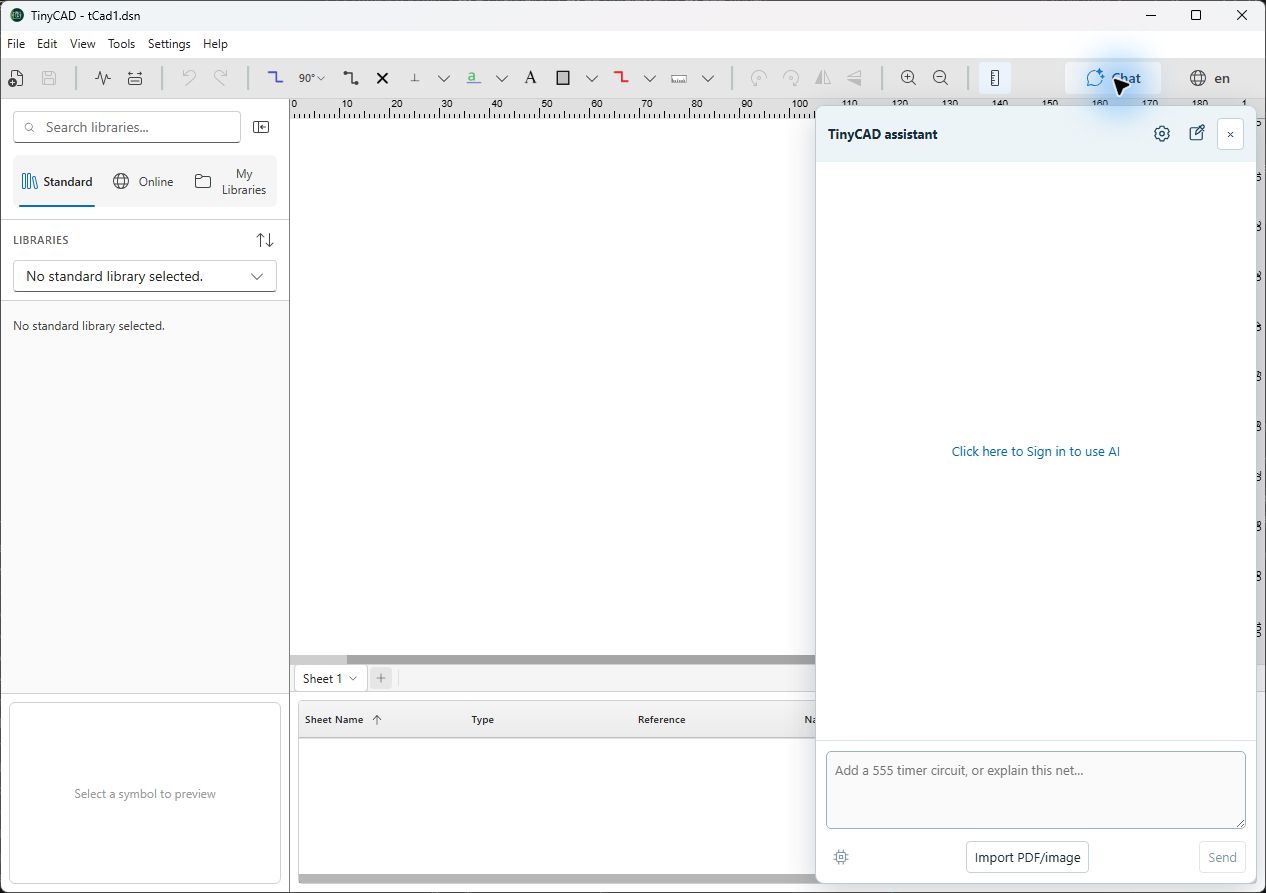 TinyCAD - tCad1.dsn
File Edit View Tools Settings Help
90° a A Chat en
Search libraries...
0 10 20 30 40 50 60 70 80 90 100 110 120 130 140 150 160 170 180 1
TinyCAD assistant
Standard Online My Libraries
LIBRARIES
No standard library selected.
No standard library selected.
Click here to Sign in to use AI
Sheet 1
Sheet Name Type Reference
Add a 555 timer circuit, or explain this net...
Select a symbol to preview
Import PDF/image Send